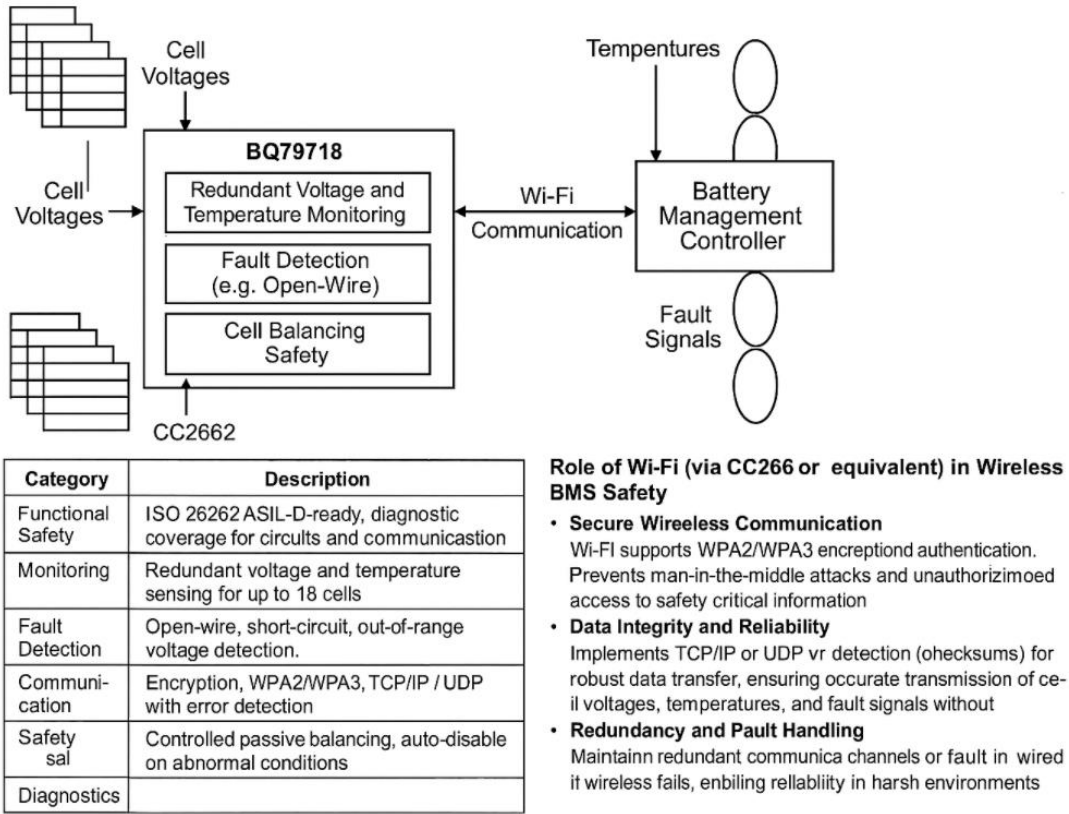 Cell
Voltages
Tempentures
BQ79718
Redundant Voltage and
Temperature Monitoring
Cell
Voltages
Wi-Fi
Communication
Battery
Management
Controller
Fault Detection
(e.g. Open-Wire)
Cell Balancing
Safety
Fault
Signals
CC2662
Category Description
Functional Safety
ISO 26262 ASIL-D-ready, diagnostic
coverage for circults and communicastion
Monitoring
Redundant voltage and temperature
sensing for up to 18 cells
Fault
Detection
Open-wire, short-circuit, out-of-range
voltage detection.
Communi-
cation
Encryption, WPA2/WPA3, TCP/IP / UDP
with error detection
Safety
sal
Controlled passive balancing, auto-disable
on abnormal conditions
Diagnostics
Role of Wi-Fi (via CC266 or equivalent) in Wireless
BMS Safety
• Secure Wireeless Communication
Wi-FI supports WPA2/WPA3 encreptiond authentication.
Prevents man-in-the-middle attacks and unauthorizimoed
access to safety critical information
• Data Integrity and Reliability
Implements TCP/IP or UDP vr detection (ohecksums) for
robust data transfer, ensuring occurate transmission of ce-
il voltages, temperatures, and fault signals without
• Redundancy and Pault Handling
Maintainn redundant communica channels or fault in wired
it wireless fails, enbiling rellabliity in harsh environments